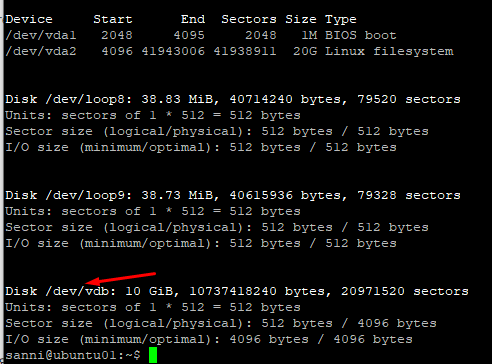 Device Start End Sectors Size Type
/dev/vda1 2048 4095 2048 1M BIOS boot
/dev/vda2 4096 41943006 41938911 20G Linux filesystem
Disk /dev/loop8: 38.83 MiB, 40714240 bytes, 79520 sectors
Units: sectors of 1 * 512 = 512 bytes
Sector size (logical/physical): 512 bytes / 512 bytes
I/O size (minimum/optimal): 512 bytes / 512 bytes
Disk /dev/loop9: 38.73 MiB, 40615936 bytes, 79328 sectors
Units: sectors of 1 * 512 = 512 bytes
Sector size (logical/physical): 512 bytes / 512 bytes
I/O size (minimum/optimal): 512 bytes / 512 bytes
Disk /dev/vdb: 10 GiB, 10737418240 bytes, 20971520 sectors
Units: sectors of 1 * 512 = 512 bytes
Sector size (logical/physical): 512 bytes / 4096 bytes
I/O size (minimum/optimal): 4096 bytes / 4096 bytes
sanni@ubuntu01:~$